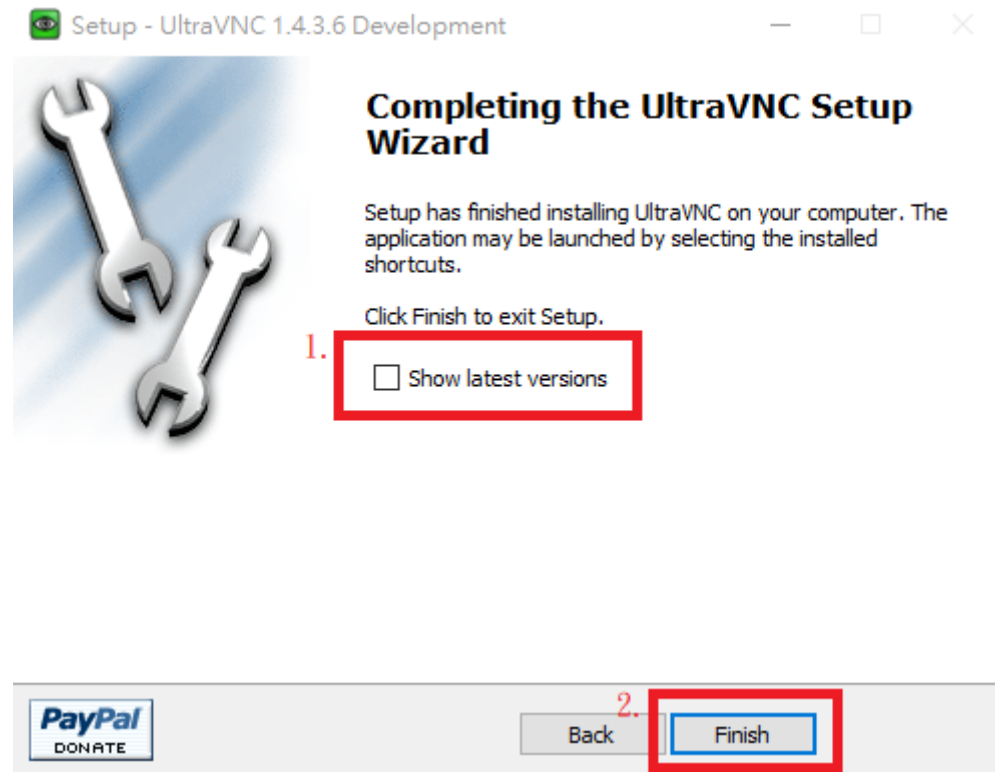 Setup - UltraVNC 1.4.3.6 Development
Completing the UltraVNC Setup
Wizard
Setup has finished installing UltraVNC on your computer. The
application may be launched by selecting the installed
shortcuts.
Click Finish to exit Setup.
1.
Show latest versions
PayPal
DONATE
Back
2.
Finish